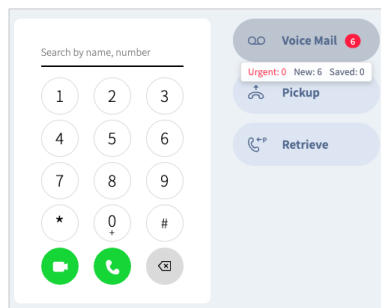 Search by name, number
1 2 3
4 5 6
7 8 9
* 0 #
+
Voice Mail 6
Urgent: 0 New: 6 Saved: 0
Pickup
P
Retrieve